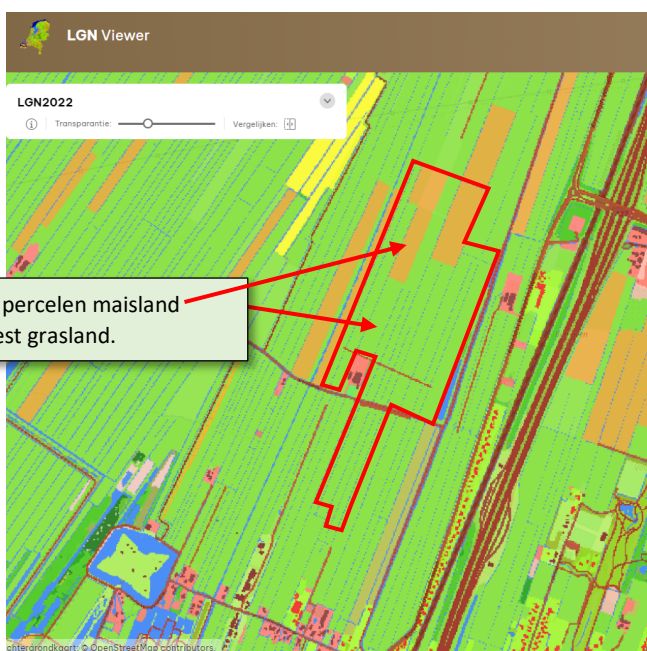 LGN Viewer
LGN2022
Transparantie: Vergelijken:
percelen maisland
est grasland.
chtergrondkaart: © OpenStreetMap contributors.